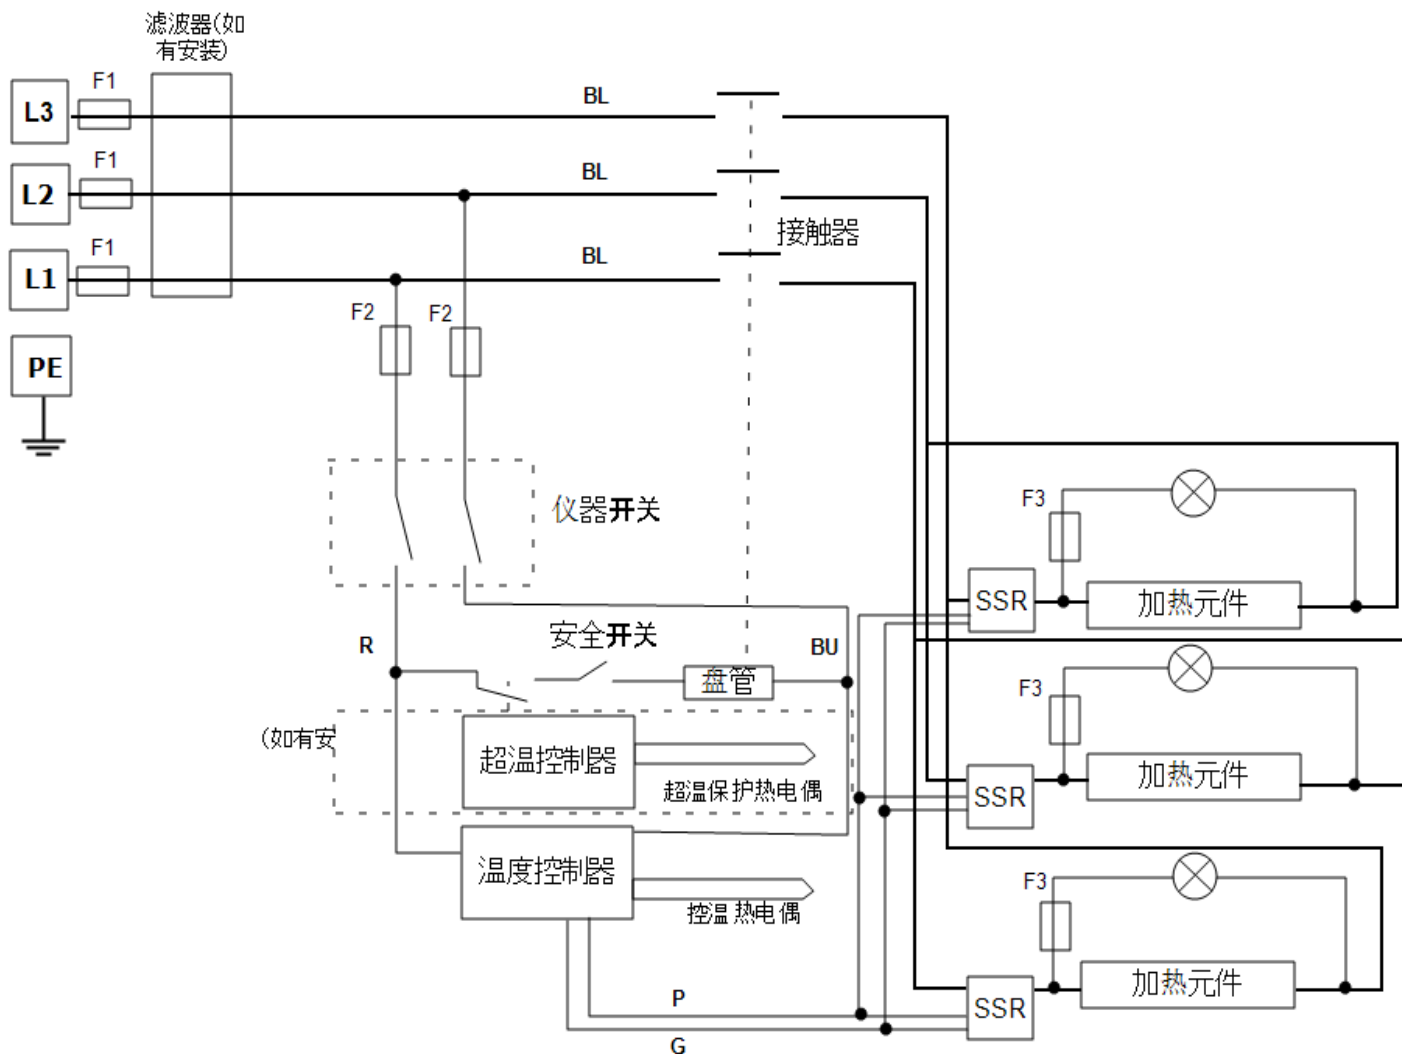 滤波器(如
有安装)
F1
L3
BL
F1
L2
BL
接触器
F1
L1
BL
F2
F2
PE
仪器开关
F3
SSR
加热元件
安全开关
R
BU
盘管
F3
(如有安
超温控制器
超温保护热电偶
SSR
加热元件
温度控制器
控温热电偶
F3
P
G
SSR
加热元件